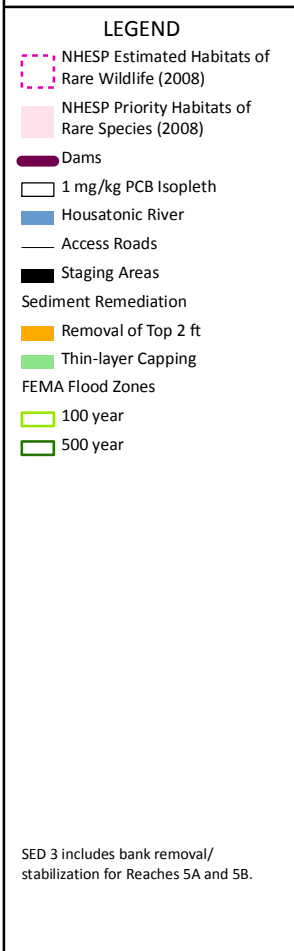 LEGEND
NHESP Estimated Habitats of
Rare Wildlife (2008)
NHESP Priority Habitats of
Rare Species (2008)
Dams
1 mg/kg PCB Isopleth
Housatonic River
Access Roads
Staging Areas
Sediment Remediation
Removal of Top 2 ft
Thin-layer Capping
FEMA Flood Zones
100 year
500 year
SED 3 includes bank removal/
stabilization for Reaches 5A and 5B.